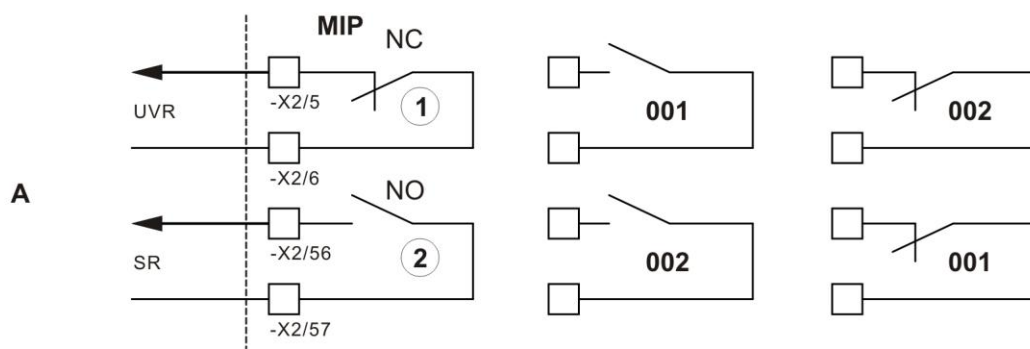 MIP
NC
-X2/5
UVR
1
001
002
-X2/6
A
NO
-X2/56
SR
2
002
001
-X2/57